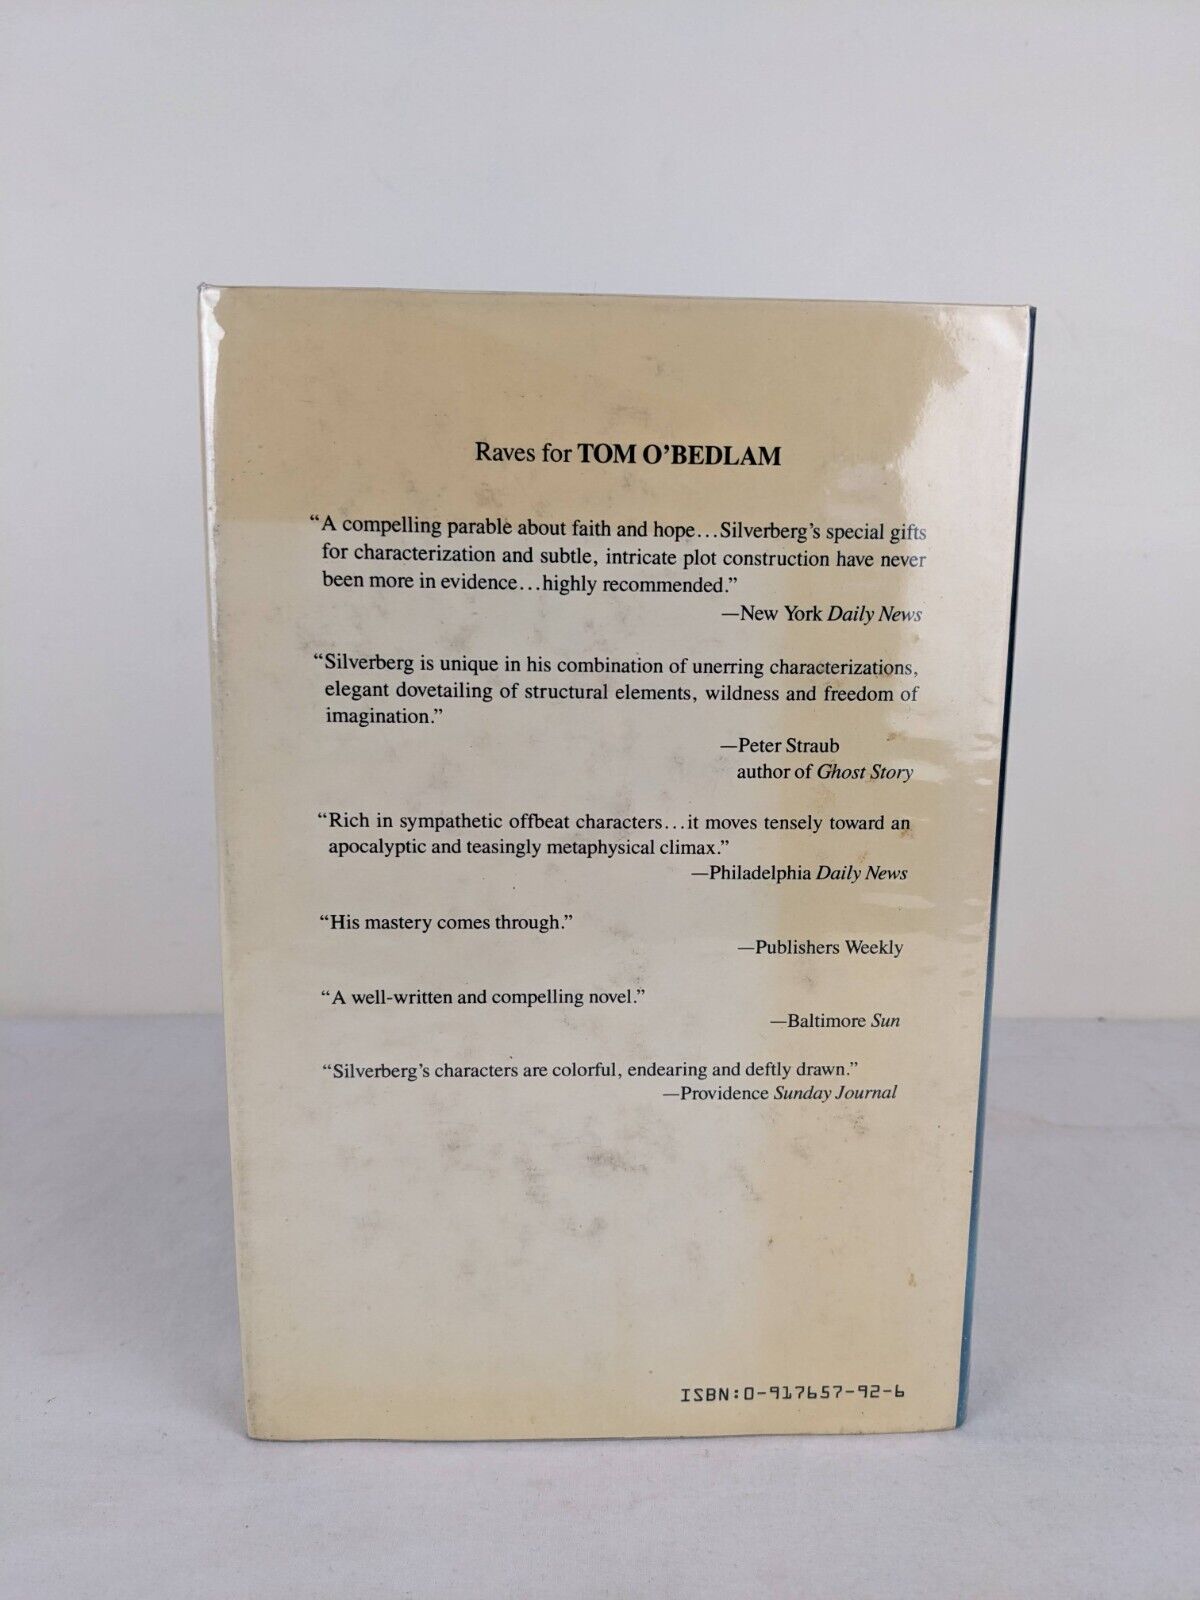 Raves for TOM O’BEDLAM
“A compelling parable about faith and hope...Silverberg’s special gifts
for characterization and subtle, intricate plot construction have never
been more in evidence...highly recommended.”
—New York Daily News
“Silverberg is unique in his combination of unerring characterizations,
elegant dovetailing of structural elements, wildness and freedom of
imagination.”
—Peter Straub
author of Ghost Story
“Rich in sympathetic offbeat characters...it moves tensely toward an
apocalyptic and teasingly metaphysical climax.”
—Philadelphia Daily News
“His mastery comes through.”
—Publishers Weekly
“A well-written and compelling novel.”
—Baltimore Sun
“Silverberg’s characters are colorful, endearing and deftly drawn.”
—Providence Sunday Journal
ISBN:0-917657-92-6